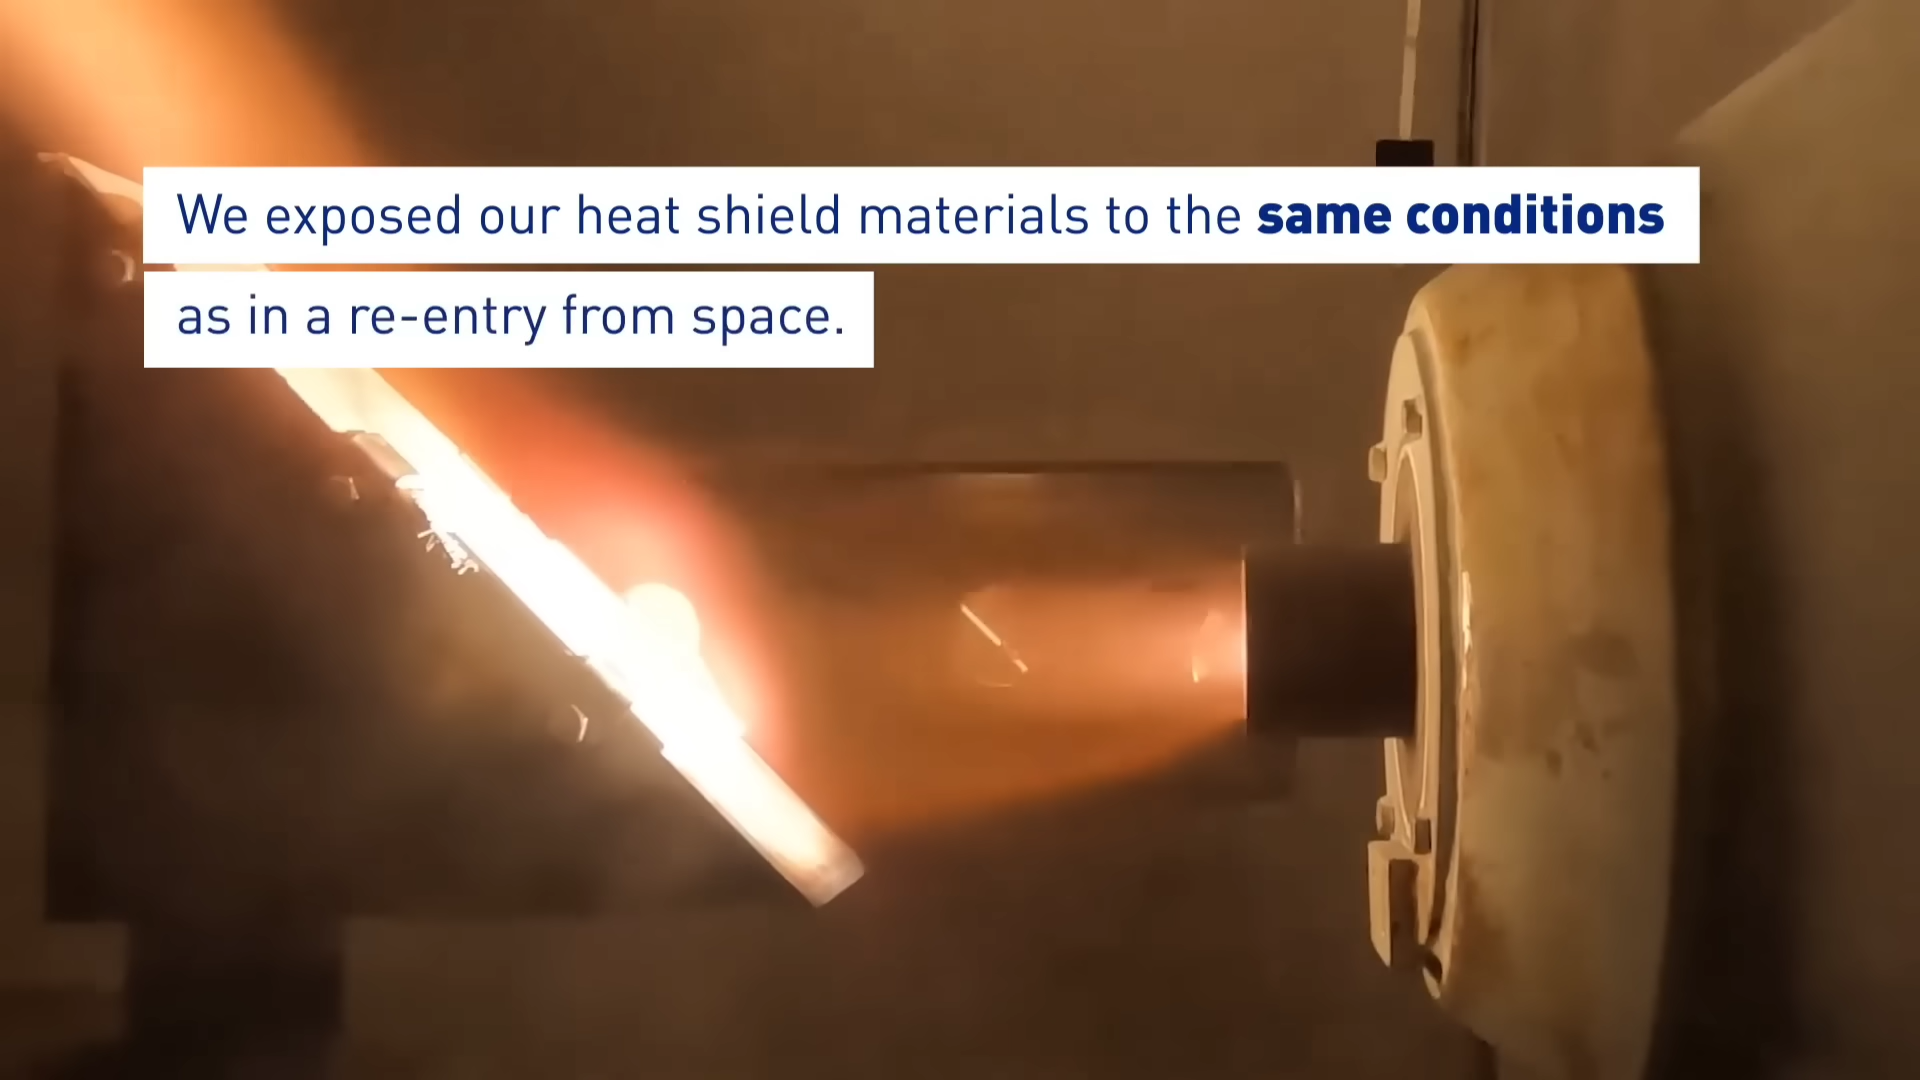 We exposed our heat shield materials to the same conditions
as in a re-entry from space.